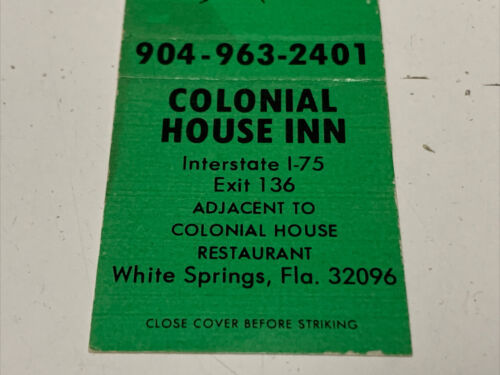 904-963-2401
COLONIAL
HOUSE INN
Interstate I-75
Exit 136
ADJACENT TO
COLONIAL HOUSE
RESTAURANT
White Springs, Fla. 32096
CLOSE COVER BEFORE STRIKING